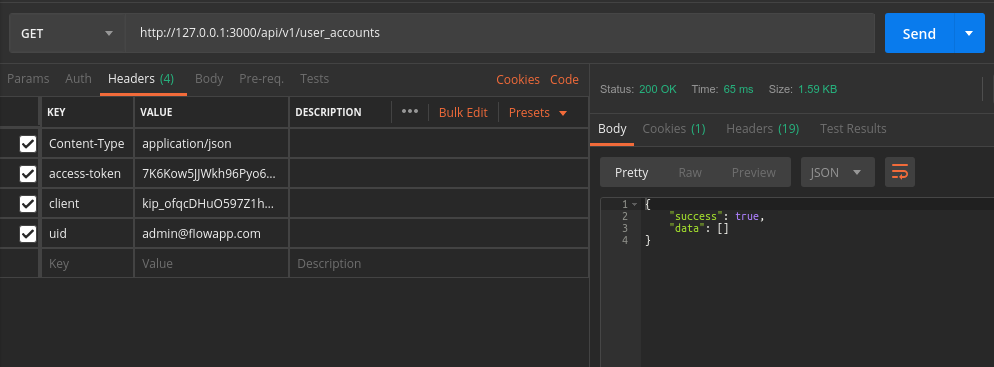 GET http://127.0.0.1:3000/api/v1/user_accounts Send
Params Auth Headers (4) Body Pre-req. Tests Cookies Code
KEY VALUE DESCRIPTION ••• Bulk Edit Presets
Content-Type application/json
access-token 7K6Kow5JJWkh96Pyo6...
client kip_ofqcDHuO597Z1h...
uid admin@flowapp.com
Key Value Description
Status: 200 OK Time: 65 ms Size: 1.59 KB
Body Cookies (1) Headers (19) Test Results
Pretty Raw Preview JSON
1 {
2 "success": true,
3 "data": []
4 }